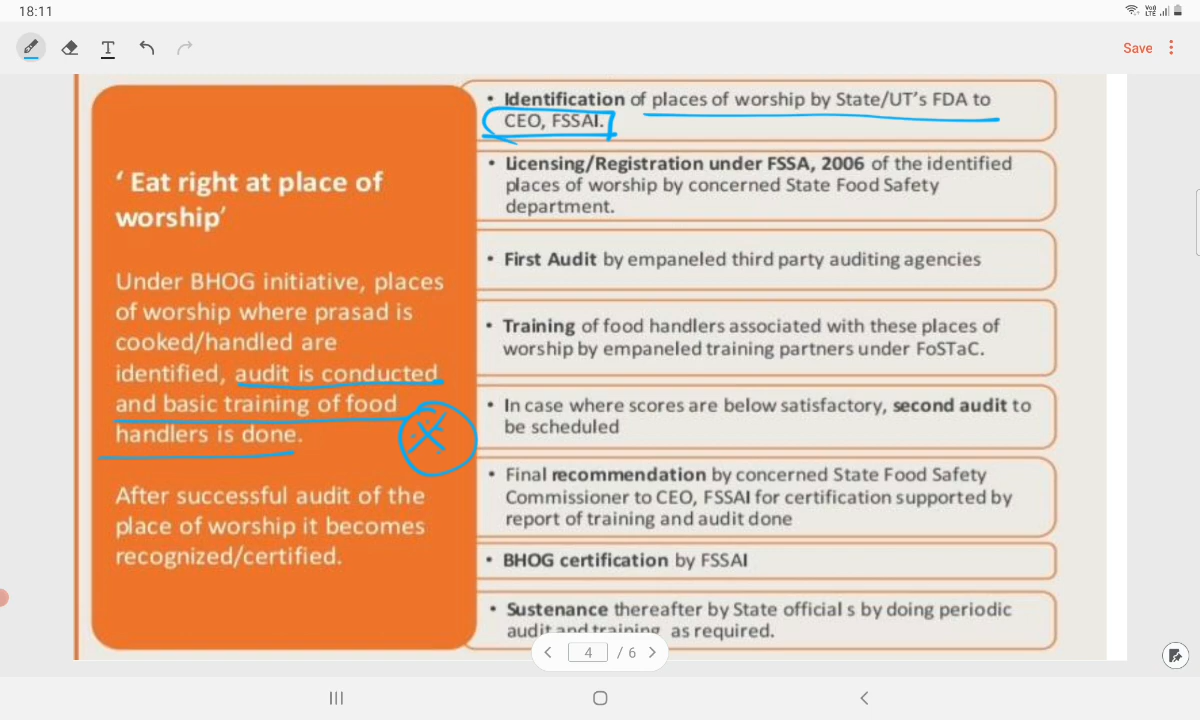 18:11
Vo)) LTE
T
Save
‘ Eat right at place of
worship’
Under BHOG initiative, places
of worship where prasad is
cooked/handled are
identified, audit is conducted
and basic training of food
handlers is done.
After successful audit of the
place of worship it becomes
recognized/certified.
• Identification of places of worship by State/UT’s FDA to
CEO, FSSAI.
• Licensing/Registration under FSSA, 2006 of the identified
places of worship by concerned State Food Safety
department.
• First Audit by empaneled third party auditing agencies
• Training of food handlers associated with these places of
worship by empaneled training partners under FoSTaC.
• In case where scores are below satisfactory, second audit to
be scheduled
• Final recommendation by concerned State Food Safety
Commissioner to CEO, FSSAI for certification supported by
report of training and audit done
• BHOG certification by FSSAI
• Sustenance thereafter by State official s by doing periodic
audit and training as required.
4 / 6